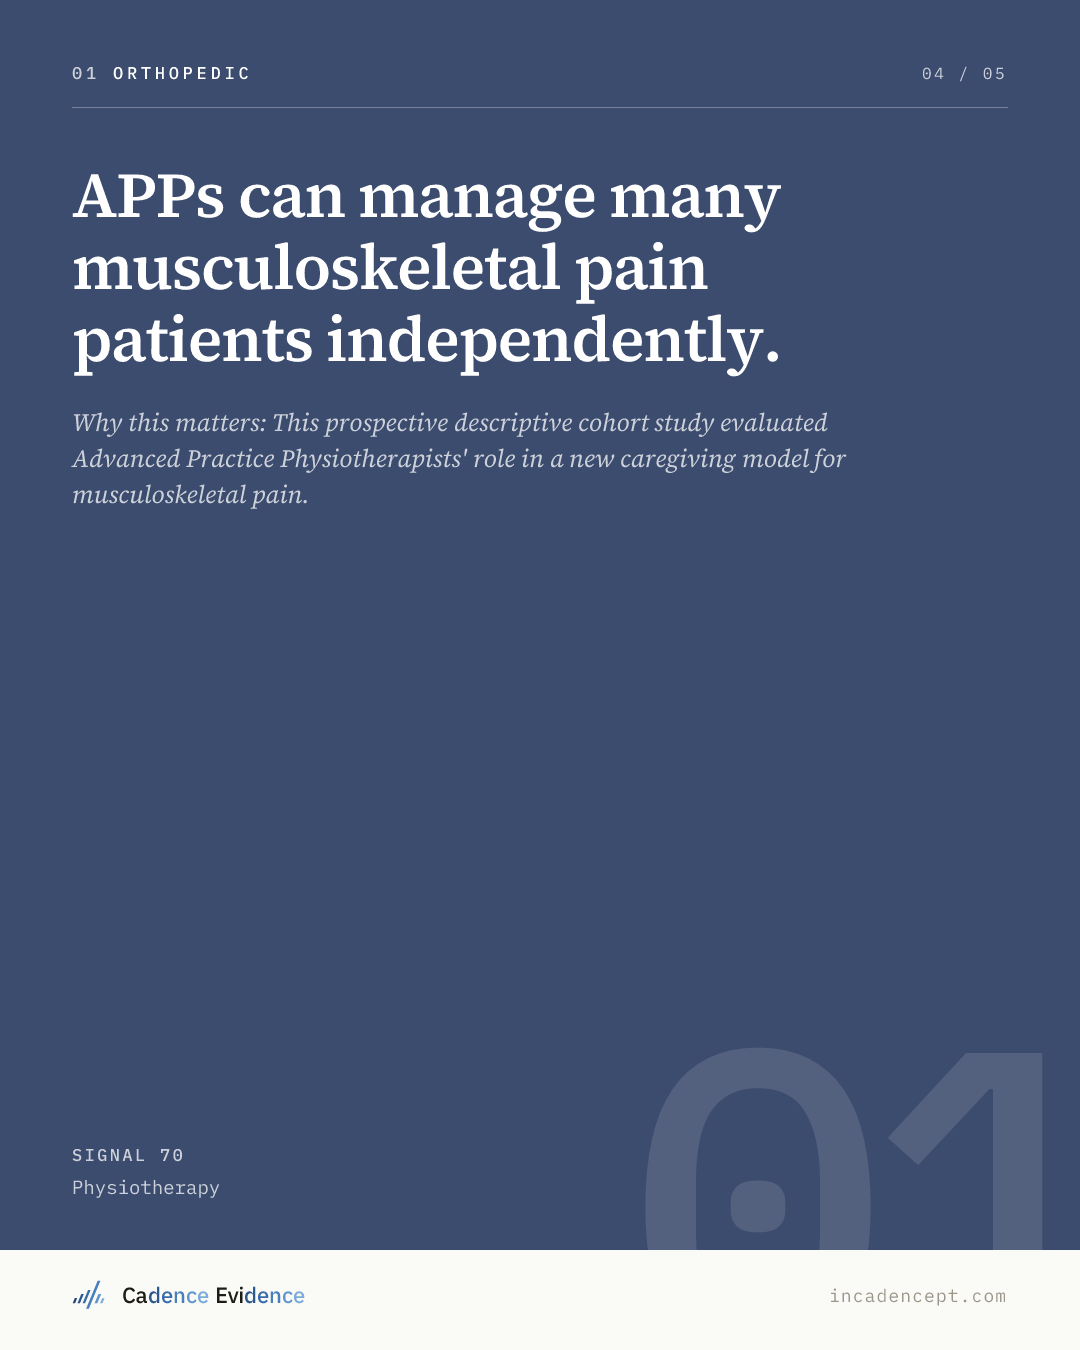 01 ORTHOPEDIC
04 / 05
APPs can manage many
musculoskeletal pain
patients independently.
Why this matters: This prospective descriptive cohort study evaluated
Advanced Practice Physiotherapists' role in a new caregiving model for
musculoskeletal pain.
01
SIGNAL 70
Physiotherapy
Cadence Evidence
incadencept.com